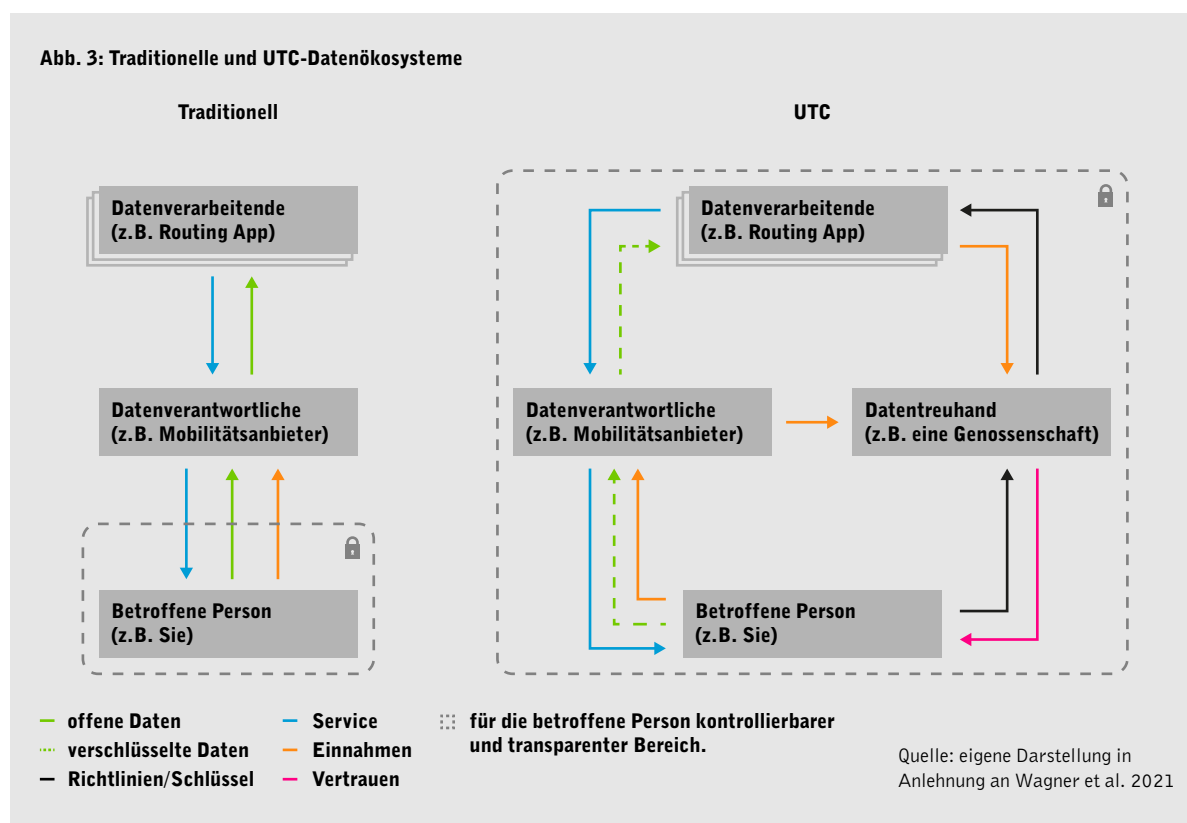 Abb. 3: Traditionelle und UTC-Datenökosysteme
Traditionell
Datenverarbeitende
(z.B. Routing App)
Datenverantwortliche
(z.B. Mobilitätsanbieter)
Betroffene Person
(z.B. Sie)
UTC
Datenverarbeitende
(z.B. Routing App)
Datenverantwortliche
(z.B. Mobilitätsanbieter)
Datentreuhand
(z.B. eine Genossenschaft)
Betroffene Person
(z.B. Sie)
offene Daten
verschlüsselte Daten
Richtlinien/Schlüssel
Service
Einnahmen
Vertrauen
für die betroffene Person kontrollierbarer
und transparenter Bereich.
Quelle: eigene Darstellung in
Anlehnung an Wagner et al. 2021